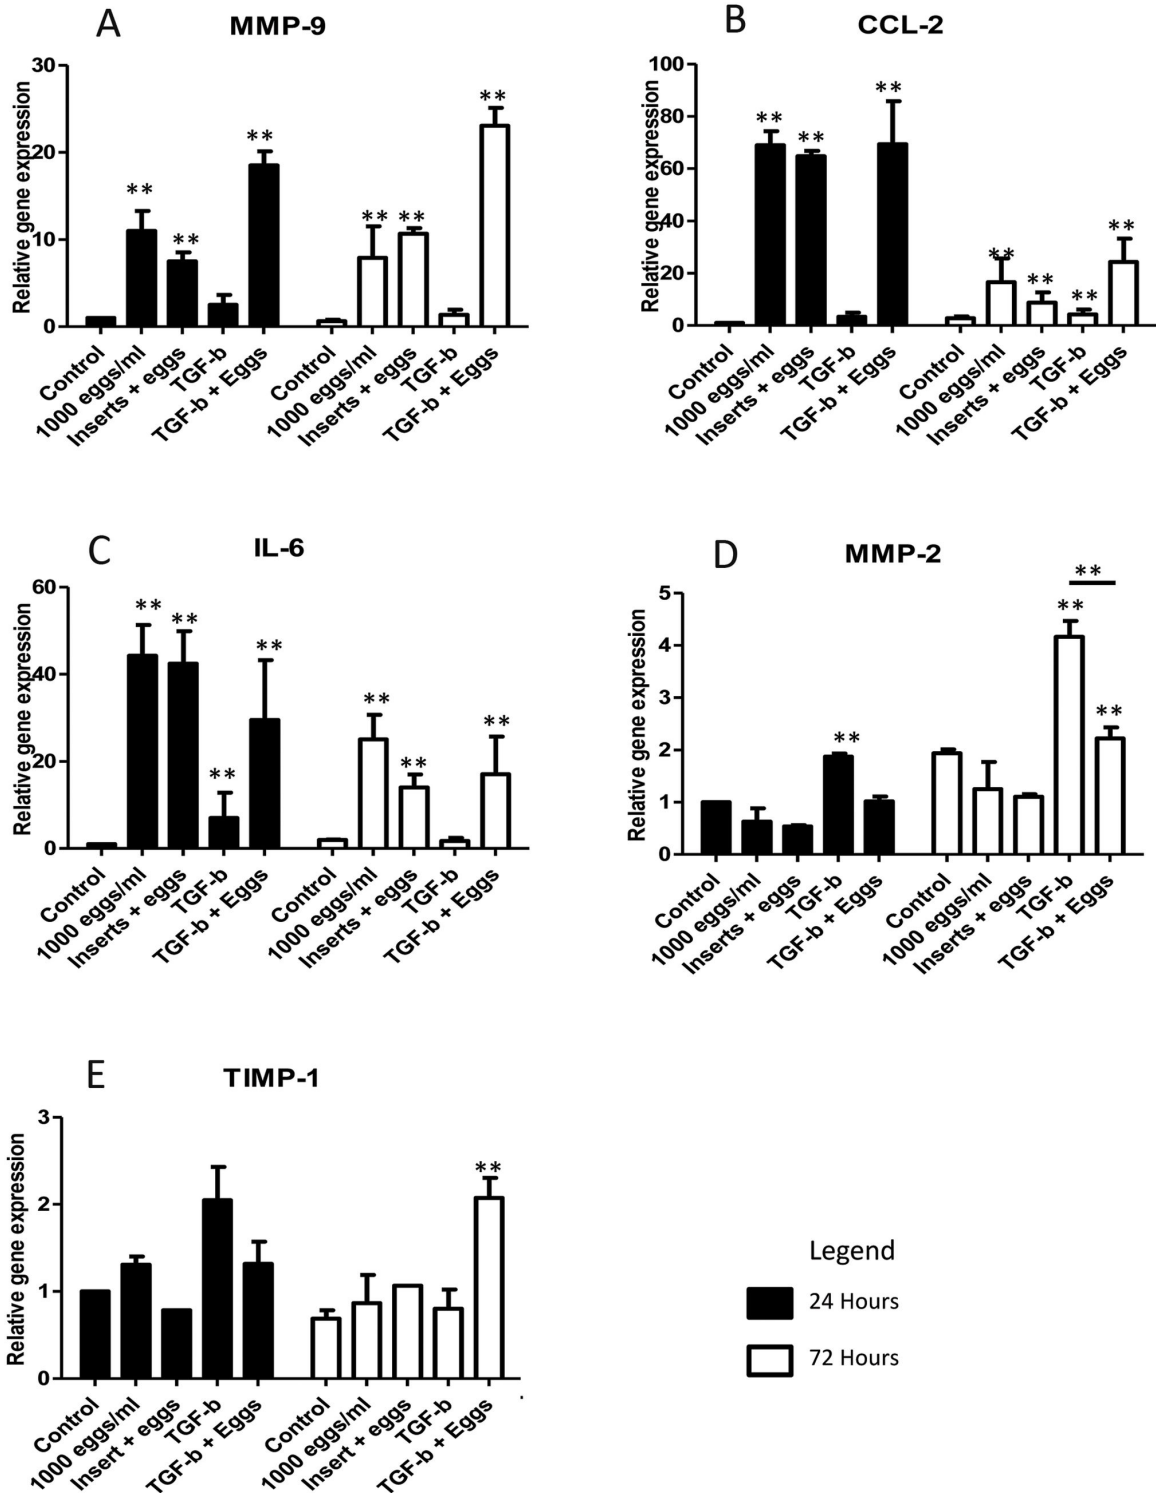 A
MMP-9
Relative gene expression
30
20
10
0
** ** ** ** ** **
Control
1000 eggs/ml
Inserts + eggs
TGF-b
TGF-b + Eggs
Control
1000 eggs/ml
Inserts + eggs
TGF-b
TGF-b + Eggs
B
CCL-2
Relative gene expression
100
80
60
40
20
0
** ** ** ** ** ** **
Control
1000 eggs/ml
Inserts + eggs
TGF-b
TGF-b + Eggs
Control
1000 eggs/ml
Inserts + eggs
TGF-b
TGF-b + Eggs
C
IL-6
Relative gene expression
60
40
20
0
** ** ** ** ** ** **
Control
1000 eggs/ml
Inserts + eggs
TGF-b
TGF-b + Eggs
Control
1000 eggs/ml
Inserts + eggs
TGF-b
TGF-b + Eggs
D
MMP-2
Relative gene expression
5
4
3
2
1
0
** ** ** **
Control
1000 eggs/ml
Inserts + eggs
TGF-b
TGF-b + Eggs
Control
1000 eggs/ml
Inserts + eggs
TGF-b
TGF-b + Eggs
E
TIMP-1
Relative gene expression
3
2
1
0
**
Control
1000 eggs/ml
Insert + eggs
TGF-b
TGF-b + Eggs
Control
1000 eggs/ml
Insert + eggs
TGF-b
TGF-b + Eggs
Legend
24 Hours
72 Hours